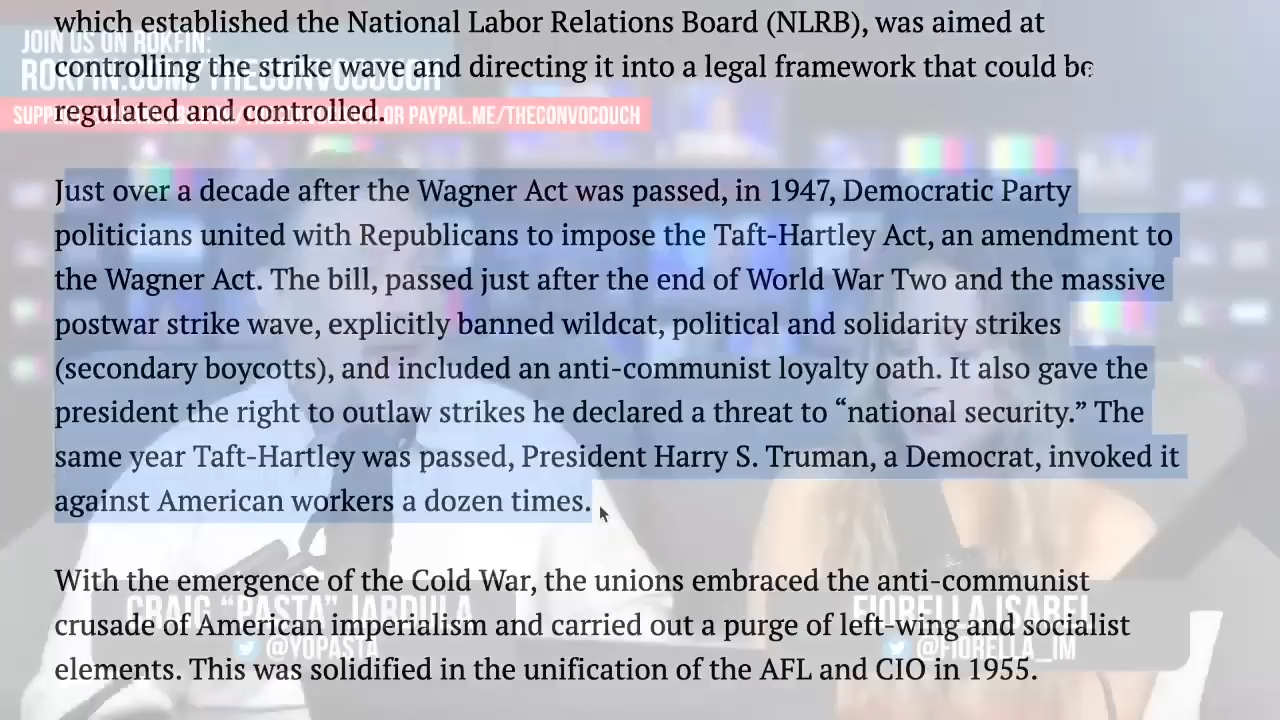 which established the National Labor Relations Board (NLRB), was aimed at
JOIN US ON ROKFIN:
controlling the strike wave and directing it into a legal framework that could be
ROKFIN.COM/THECONVOCOUCH
regulated and controlled.
OR PAYPAL.ME/THECONVOCOUCH
Just over a decade after the Wagner Act was passed, in 1947, Democratic Party
politicians united with Republicans to impose the Taft-Hartley Act, an amendment to
the Wagner Act. The bill, passed just after the end of World War Two and the massive
postwar strike wave, explicitly banned wildcat, political and solidarity strikes
(secondary boycotts), and included an anti-communist loyalty oath. It also gave the
president the right to outlaw strikes he declared a threat to “national security.” The
same year Taft-Hartley was passed, President Harry S. Truman, a Democrat, invoked it
against American workers a dozen times.
With the emergence of the Cold War, the unions embraced the anti-communist
CRAIG “PASTA” JARDULA
FIORELLA ISABEL
crusade of American imperialism and carried out a purge of left-wing and socialist
@YOPASTA
@FIORELLA_IM
elements. This was solidified in the unification of the AFL and CIO in 1955.